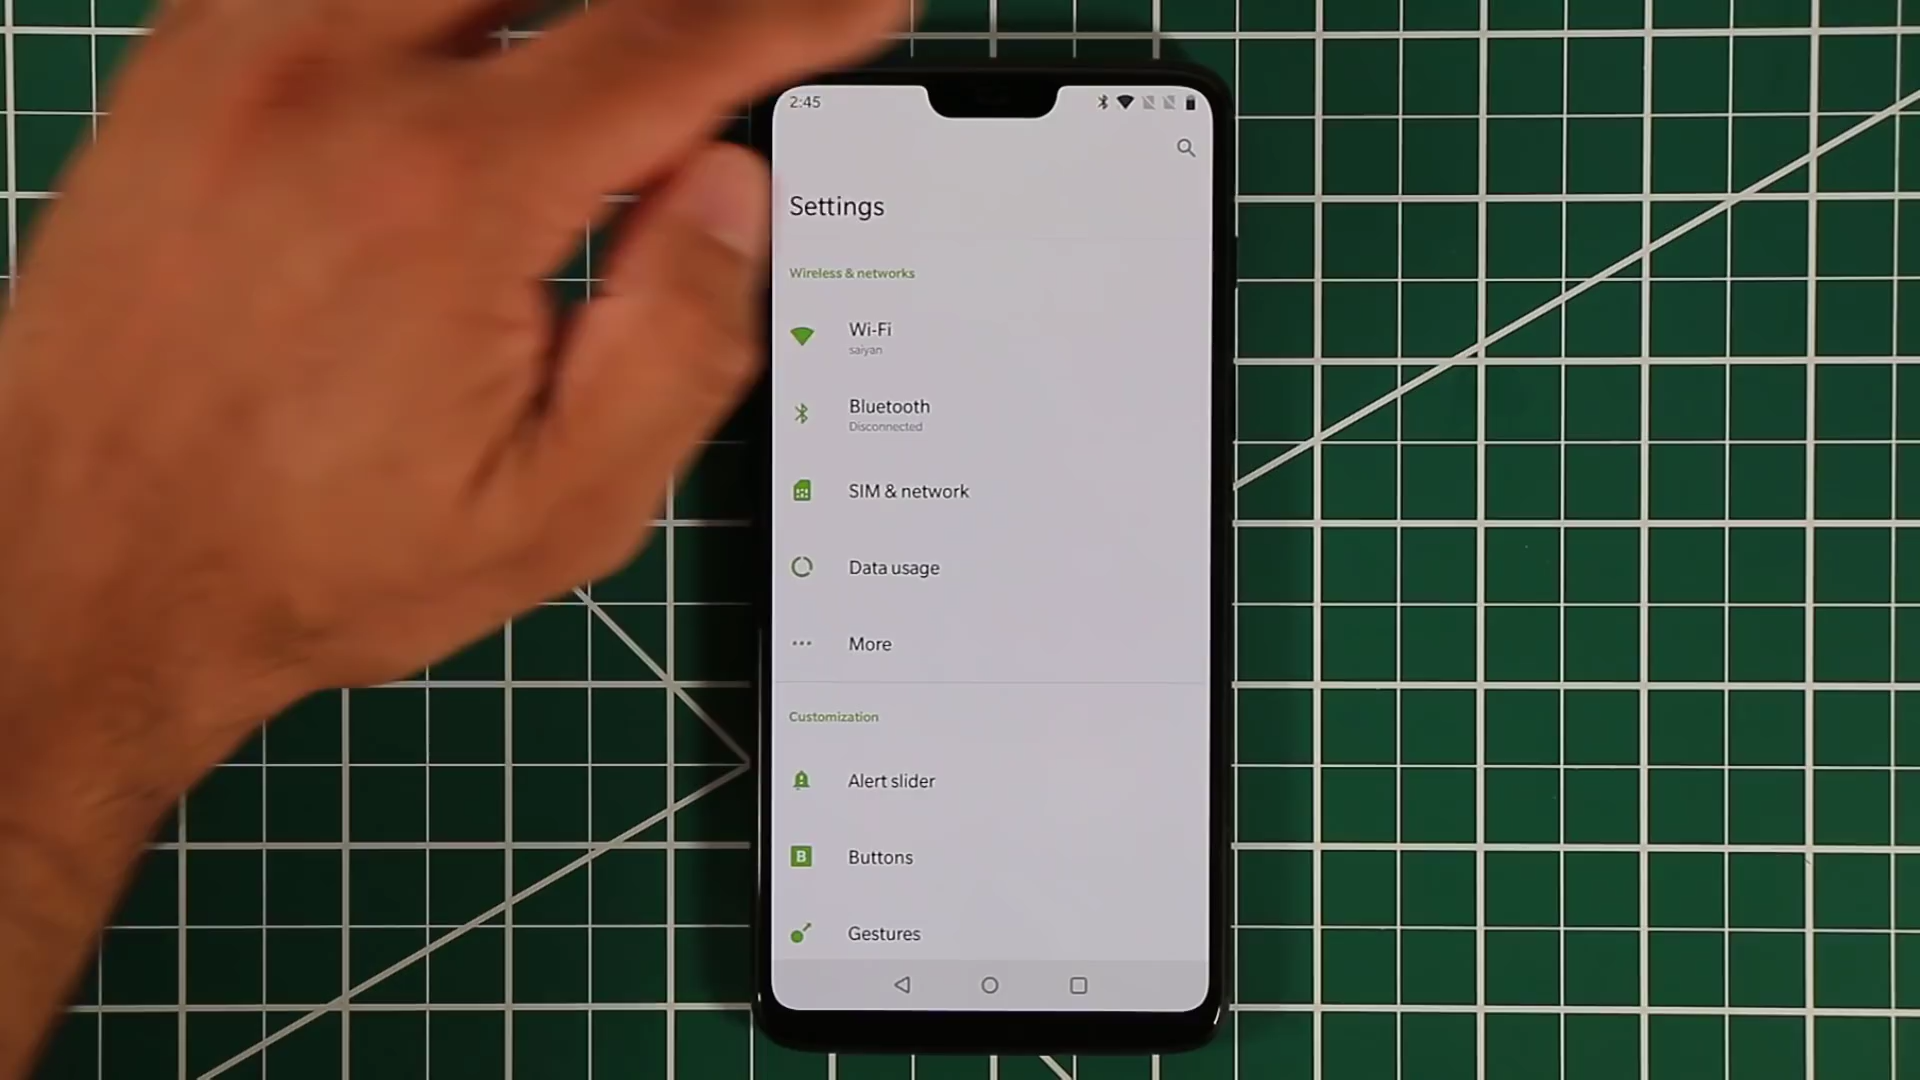 2:45
Settings
Wireless & networks
Wi-Fi
saiyan
Bluetooth
Disconnected
SIM & network
Data usage
More
Customization
Alert slider
B
Buttons
Gestures